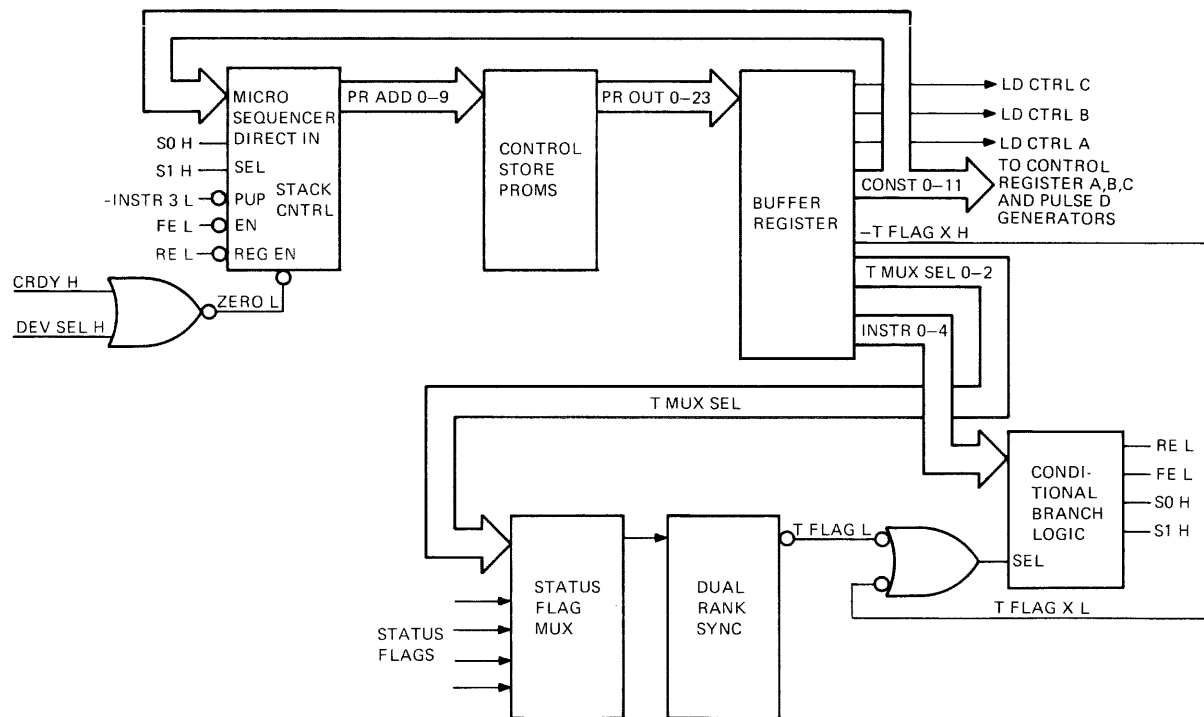 MICRO
SEQUENCER
DIRECT IN
SEL
STACK
CNTRL
PUP
EN
REG EN
S0 H
S1 H
-INSTR 3 L
FE L
RE L
CRDY H
DEV SEL H
ZERO L
PR ADD 0–9
CONTROL
STORE
PROMS
PR OUT 0–23
BUFFER
REGISTER
LD CTRL C
LD CTRL B
LD CTRL A
CONST 0–11
TO CONTROL
REGISTER A,B,C
AND PULSE D
GENERATORS
–T FLAG X H
T MUX SEL 0–2
INSTR 0–4
T MUX SEL
STATUS
FLAGS
STATUS
FLAG
MUX
DUAL
RANK
SYNC
T FLAG L
T FLAG X L
SEL
CONDI-
TIONAL
BRANCH
LOGIC
RE L
FE L
S0 H
S1 H